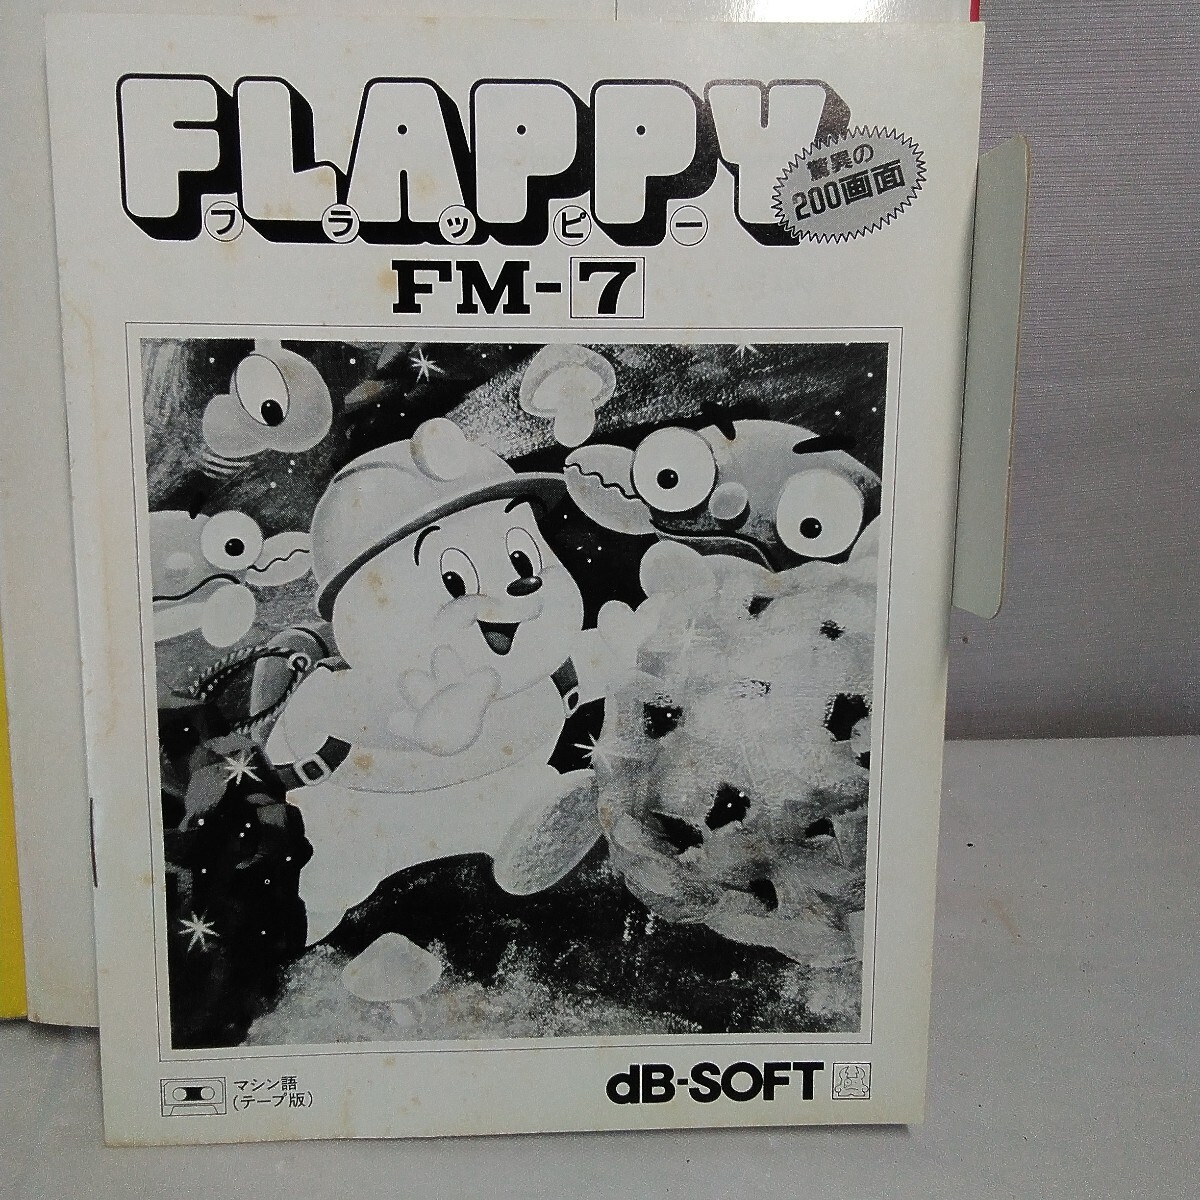 FLAPPY
フラッピー
驚異の
200画面
FM-7
マシン語
(テープ版)
dB-SOFT